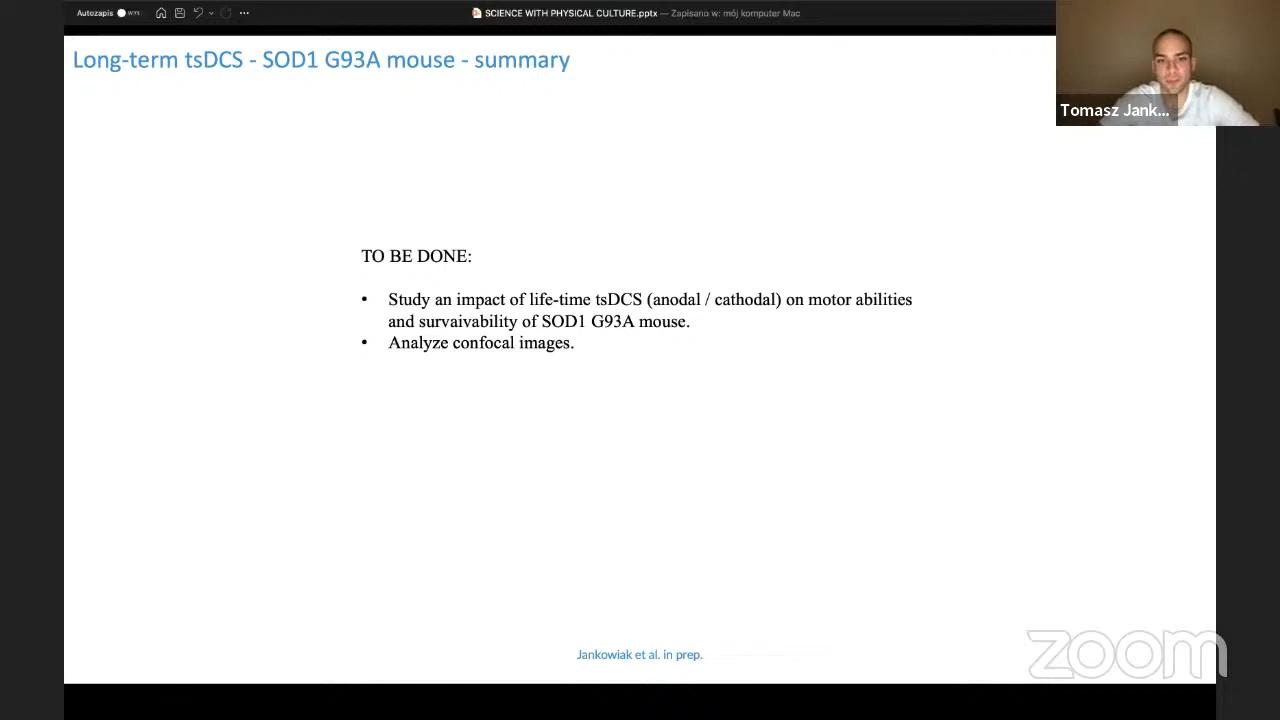 Autozapis
SCIENCE WITH PHYSICAL CULTURE.pptx — Zapisano w: mój komputer Mac
Long-term tsDCS - SOD1 G93A mouse - summary
Tomasz Jank...
TO BE DONE:
• Study an impact of life-time tsDCS (anodal / cathodal) on motor abilities
and survaivability of SOD1 G93A mouse.
• Analyze confocal images.
Jankowiak et al. in prep.
zoom